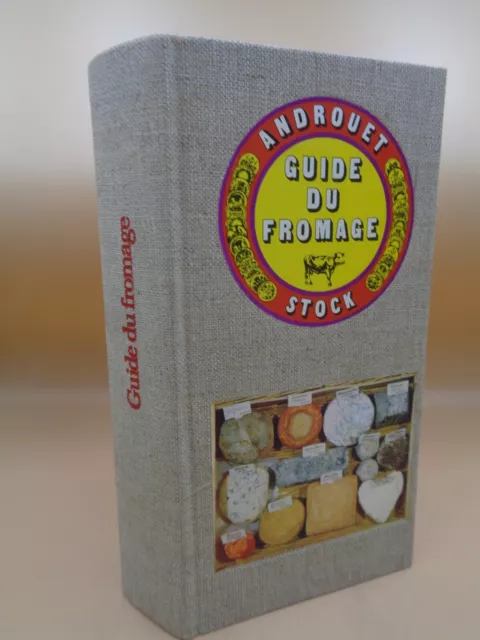 Guide du fromage
ANDROUET
GUIDE
DU
FROMAGE
STOCK